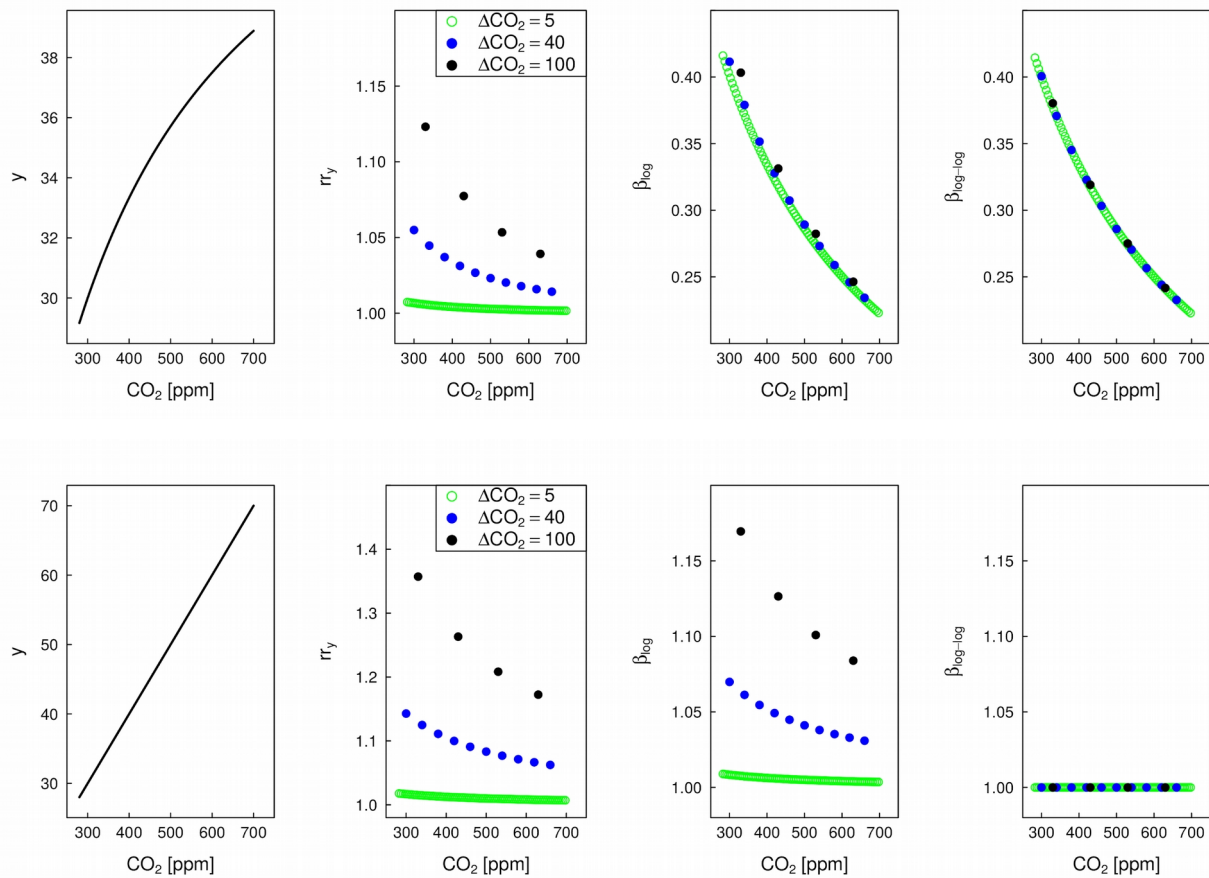 y
30
32
34
36
38
300 400 500 600 700
CO₂ [ppm]
rr_y
1.00
1.05
1.10
1.15
300 400 500 600 700
CO₂ [ppm]
ΔCO₂ = 5
ΔCO₂ = 40
ΔCO₂ = 100
β_log
0.25
0.30
0.35
0.40
300 400 500 600 700
CO₂ [ppm]
β_log−log
0.25
0.30
0.35
0.40
300 400 500 600 700
CO₂ [ppm]
y
30
40
50
60
70
300 400 500 600 700
CO₂ [ppm]
rr_y
1.0
1.1
1.2
1.3
1.4
300 400 500 600 700
CO₂ [ppm]
ΔCO₂ = 5
ΔCO₂ = 40
ΔCO₂ = 100
β_log
1.00
1.05
1.10
1.15
300 400 500 600 700
CO₂ [ppm]
β_log−log
1.00
1.05
1.10
1.15
300 400 500 600 700
CO₂ [ppm]